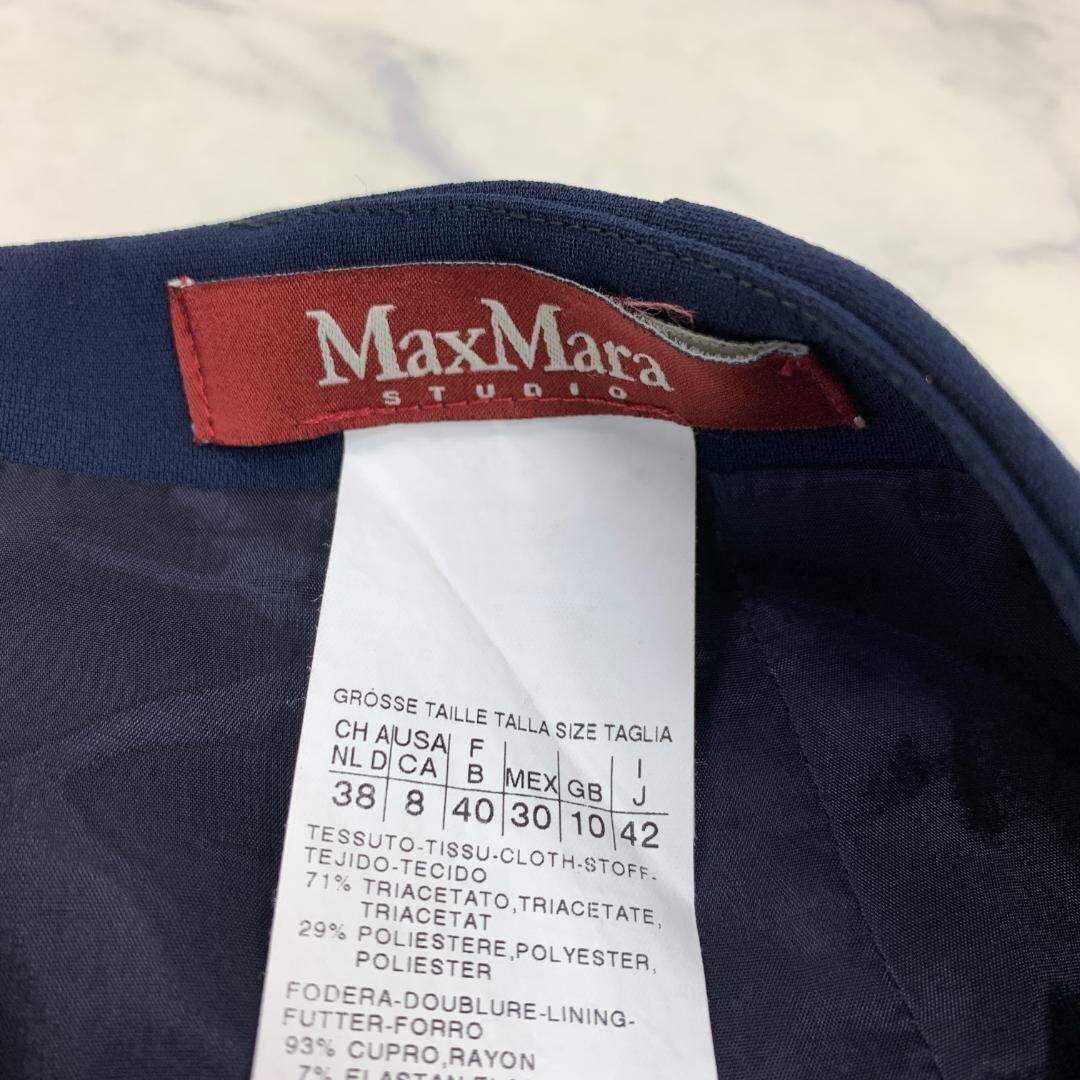 MaxMara
STUDIO
GRÖSSE TAILLE TALLA SIZE TAGLIA
CH A USA F MEX GB I
NL D CA B J
38 8 40 30 10 42
TESSUTO-TISSU-CLOTH-STOFF-
TEJIDO-TECIDO
71% TRIACETATO,TRIACETATE,
TRIACETAT
29% POLIESTERE,POLYESTER,
POLIESTER
FODERA-DOUBLURE-LINING-
FUTTER-FORRO
93% CUPRO,RAYON
7% ELASTAN